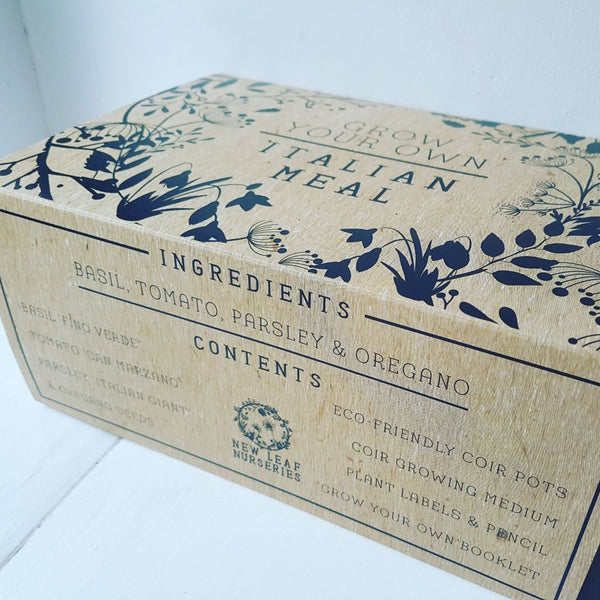 GROW
YOUR OWN
ITALIAN
MEAL
INGREDIENTS
BASIL, TOMATO, PARSLEY & OREGANO
CONTENTS
BASIL 'FINO VERDE'
TOMATO 'SAN MARZANO'
PARSLEY 'ITALIAN GIANT'
& OREGANO SEEDS
NEW LEAF
NURSERIES
ECO-FRIENDLY COIR POTS
COIR GROWING MEDIUM
PLANT LABELS & PENCIL
'GROW YOUR OWN' BOOKLET